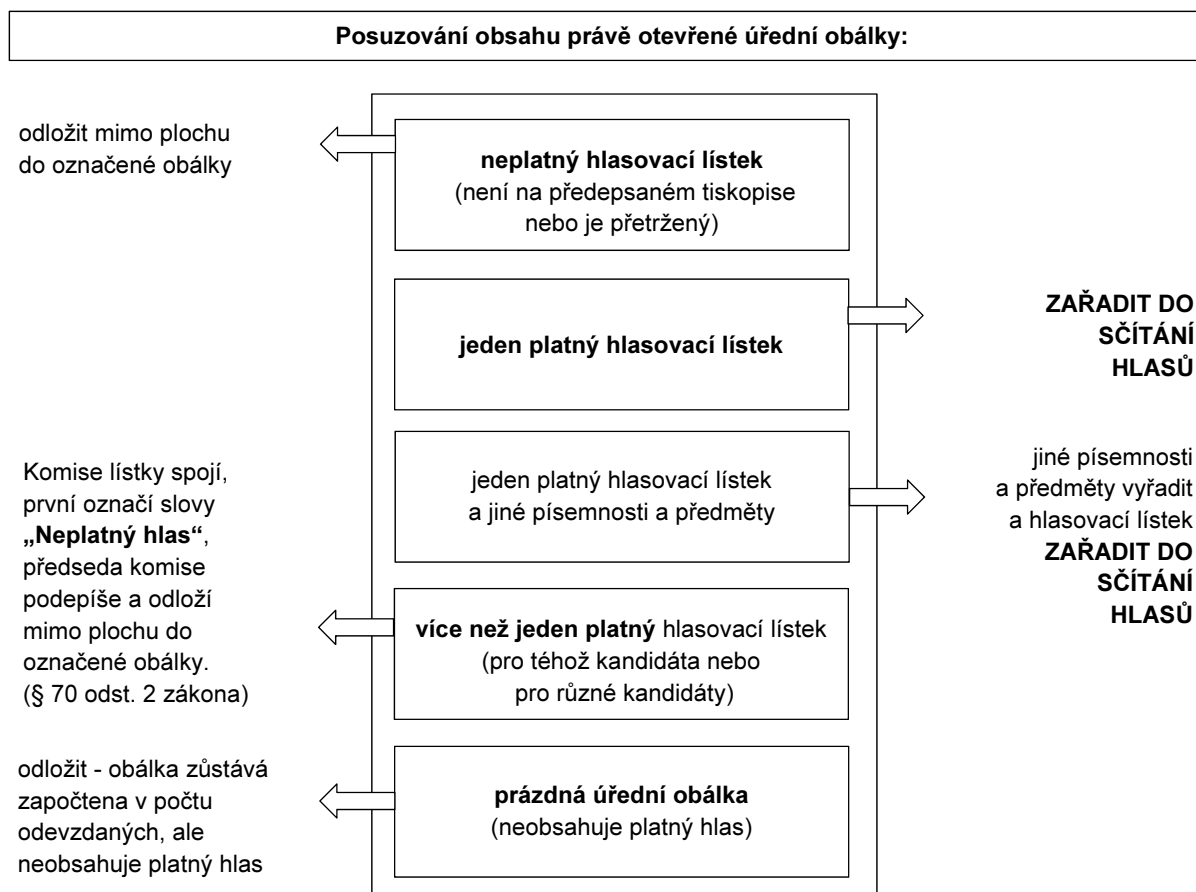 Posuzování obsahu právě otevřené úřední obálky:
odložit mimo plochu
do označené obálky
neplatný hlasovací lístek
(není na předepsaném tiskopise
nebo je přetržený)
jeden platný hlasovací lístek
ZAŘADIT DO
SČÍTÁNÍ
HLASŮ
jeden platný hlasovací lístek
a jiné písemnosti a předměty
jiné písemnosti
a předměty vyřadit
a hlasovací lístek
ZAŘADIT DO
SČÍTÁNÍ
HLASŮ
Komise lístky spojí,
první označí slovy
„Neplatný hlas“,
předseda komise
podepíše a odloží
mimo plochu do
označené obálky.
(§ 70 odst. 2 zákona)
více než jeden platný hlasovací lístek
(pro téhož kandidáta nebo
pro různé kandidáty)
odložit - obálka zůstává
započtena v počtu
odevzdaných, ale
neobsahuje platný hlas
prázdná úřední obálka
(neobsahuje platný hlas)